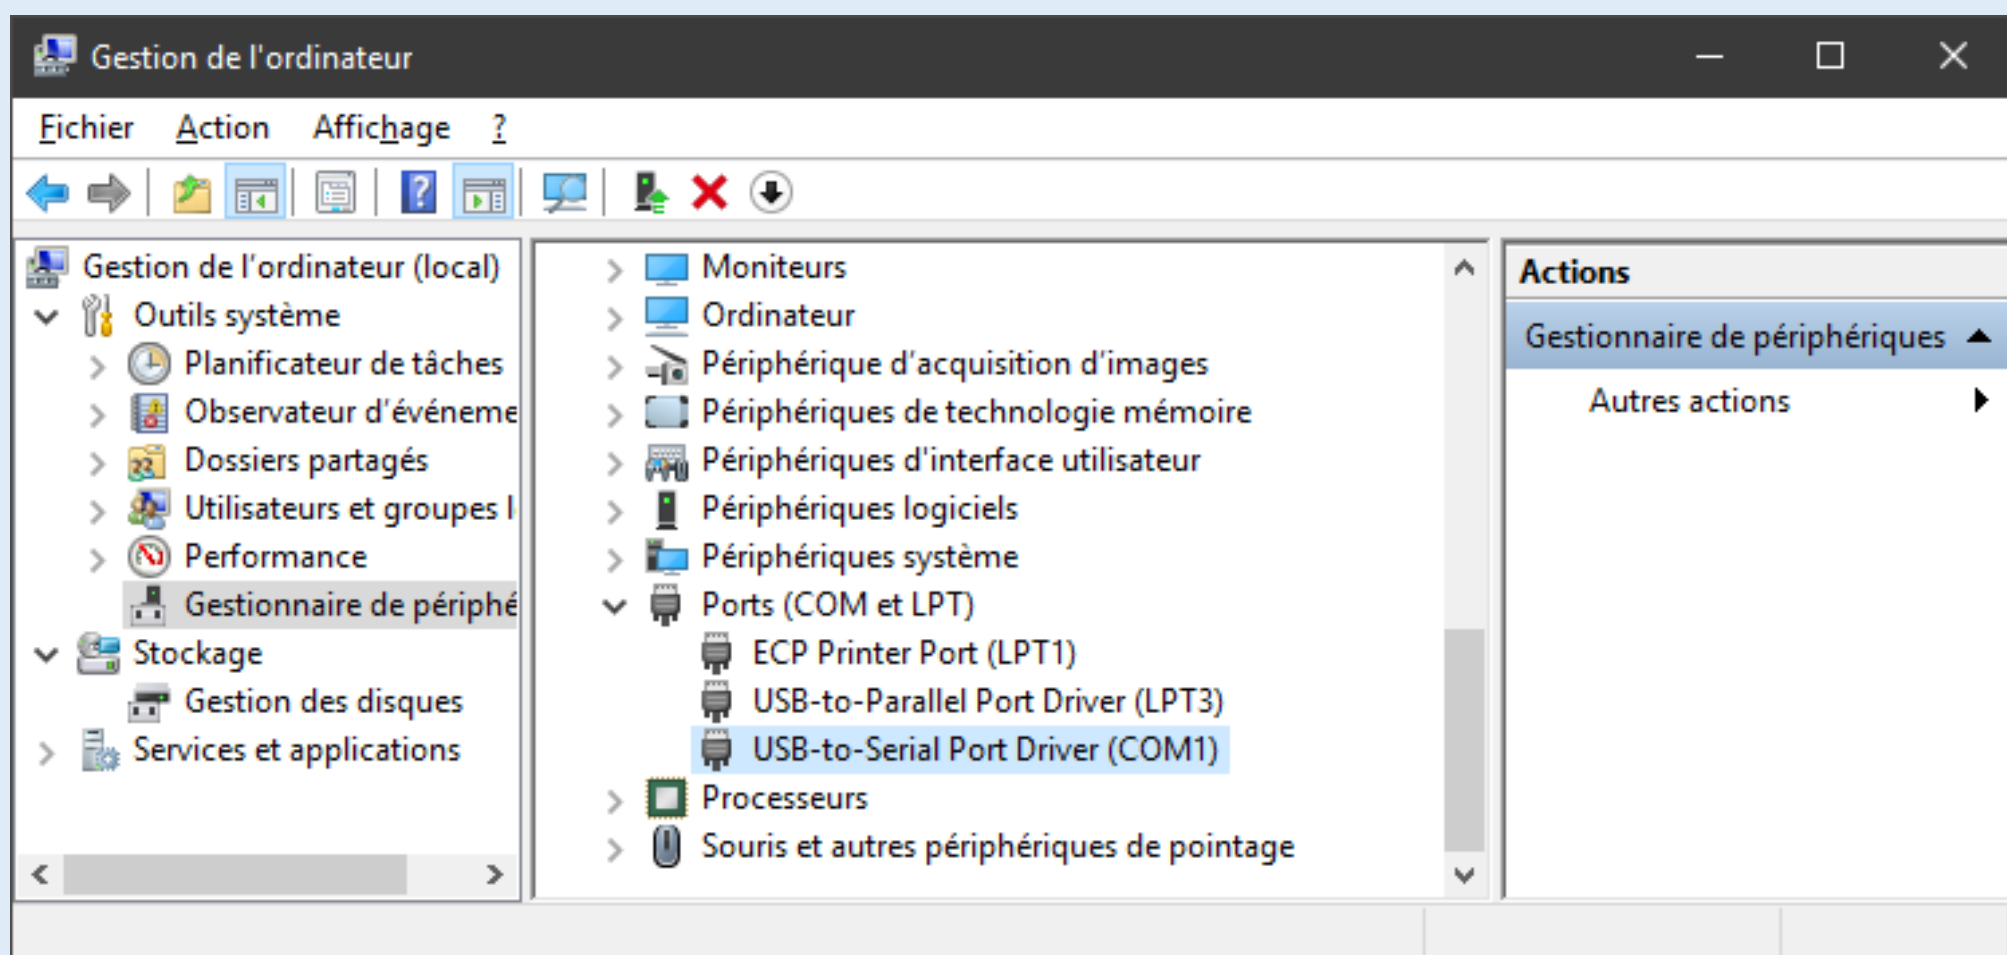 Gestion de l'ordinateur
Fichier Action Affichage ?
Gestion de l'ordinateur (local)
Outils système
Planificateur de tâches
Observateur d'événeme
Dossiers partagés
Utilisateurs et groupes l
Performance
Gestionnaire de périphé
Stockage
Gestion des disques
Services et applications
Moniteurs
Ordinateur
Périphérique d'acquisition d'images
Périphériques de technologie mémoire
Périphériques d'interface utilisateur
Périphériques logiciels
Périphériques système
Ports (COM et LPT)
ECP Printer Port (LPT1)
USB-to-Parallel Port Driver (LPT3)
USB-to-Serial Port Driver (COM1)
Processeurs
Souris et autres périphériques de pointage
Actions
Gestionnaire de périphériques
Autres actions